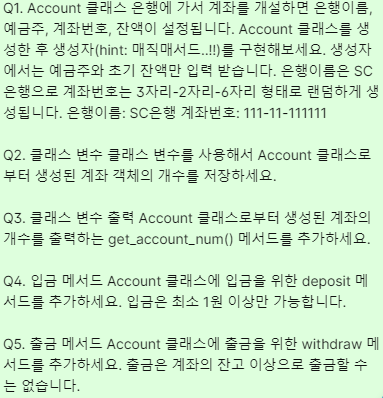 Q1. Account 클래스 은행에 가서 계좌를 개설하면 은행이름,
예금주, 계좌번호, 잔액이 설정됩니다. Account 클래스를 생
성한 후 생성자(hint: 매직매서드..!!)를 구현해보세요. 생성자
에서는 예금주와 초기 잔액만 입력 받습니다. 은행이름은 SC
은행으로 계좌번호는 3자리-2자리-6자리 형태로 랜덤하게 생
성됩니다. 은행이름: SC은행 계좌번호: 111-11-111111
Q2. 클래스 변수 클래스 변수를 사용해서 Account 클래스로
부터 생성된 계좌 객체의 개수를 저장하세요.
Q3. 클래스 변수 출력 Account 클래스로부터 생성된 계좌의
개수를 출력하는 get_account_num() 메서드를 추가하세요.
Q4. 입금 메서드 Account 클래스에 입금을 위한 deposit 메
서드를 추가하세요. 입금은 최소 1원 이상만 가능합니다.
Q5. 출금 메서드 Account 클래스에 출금을 위한 withdraw 메
서드를 추가하세요. 출금은 계좌의 잔고 이상으로 출금할 수
는 없습니다.